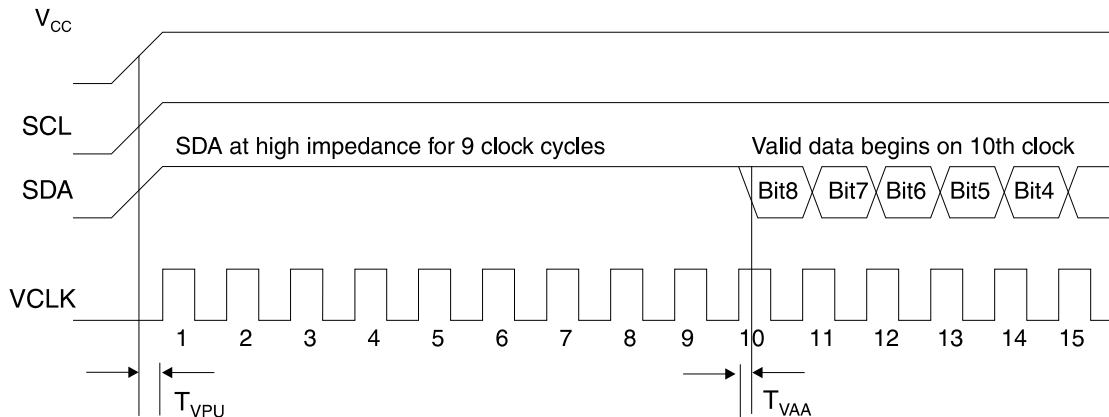 VCC
SCL
SDA at high impedance for 9 clock cycles
Valid data begins on 10th clock
SDA
Bit8 Bit7 Bit6 Bit5 Bit4
VCLK
1 2 3 4 5 6 7 8 9 10 11 12 13 14 15
TVPU
TVAA